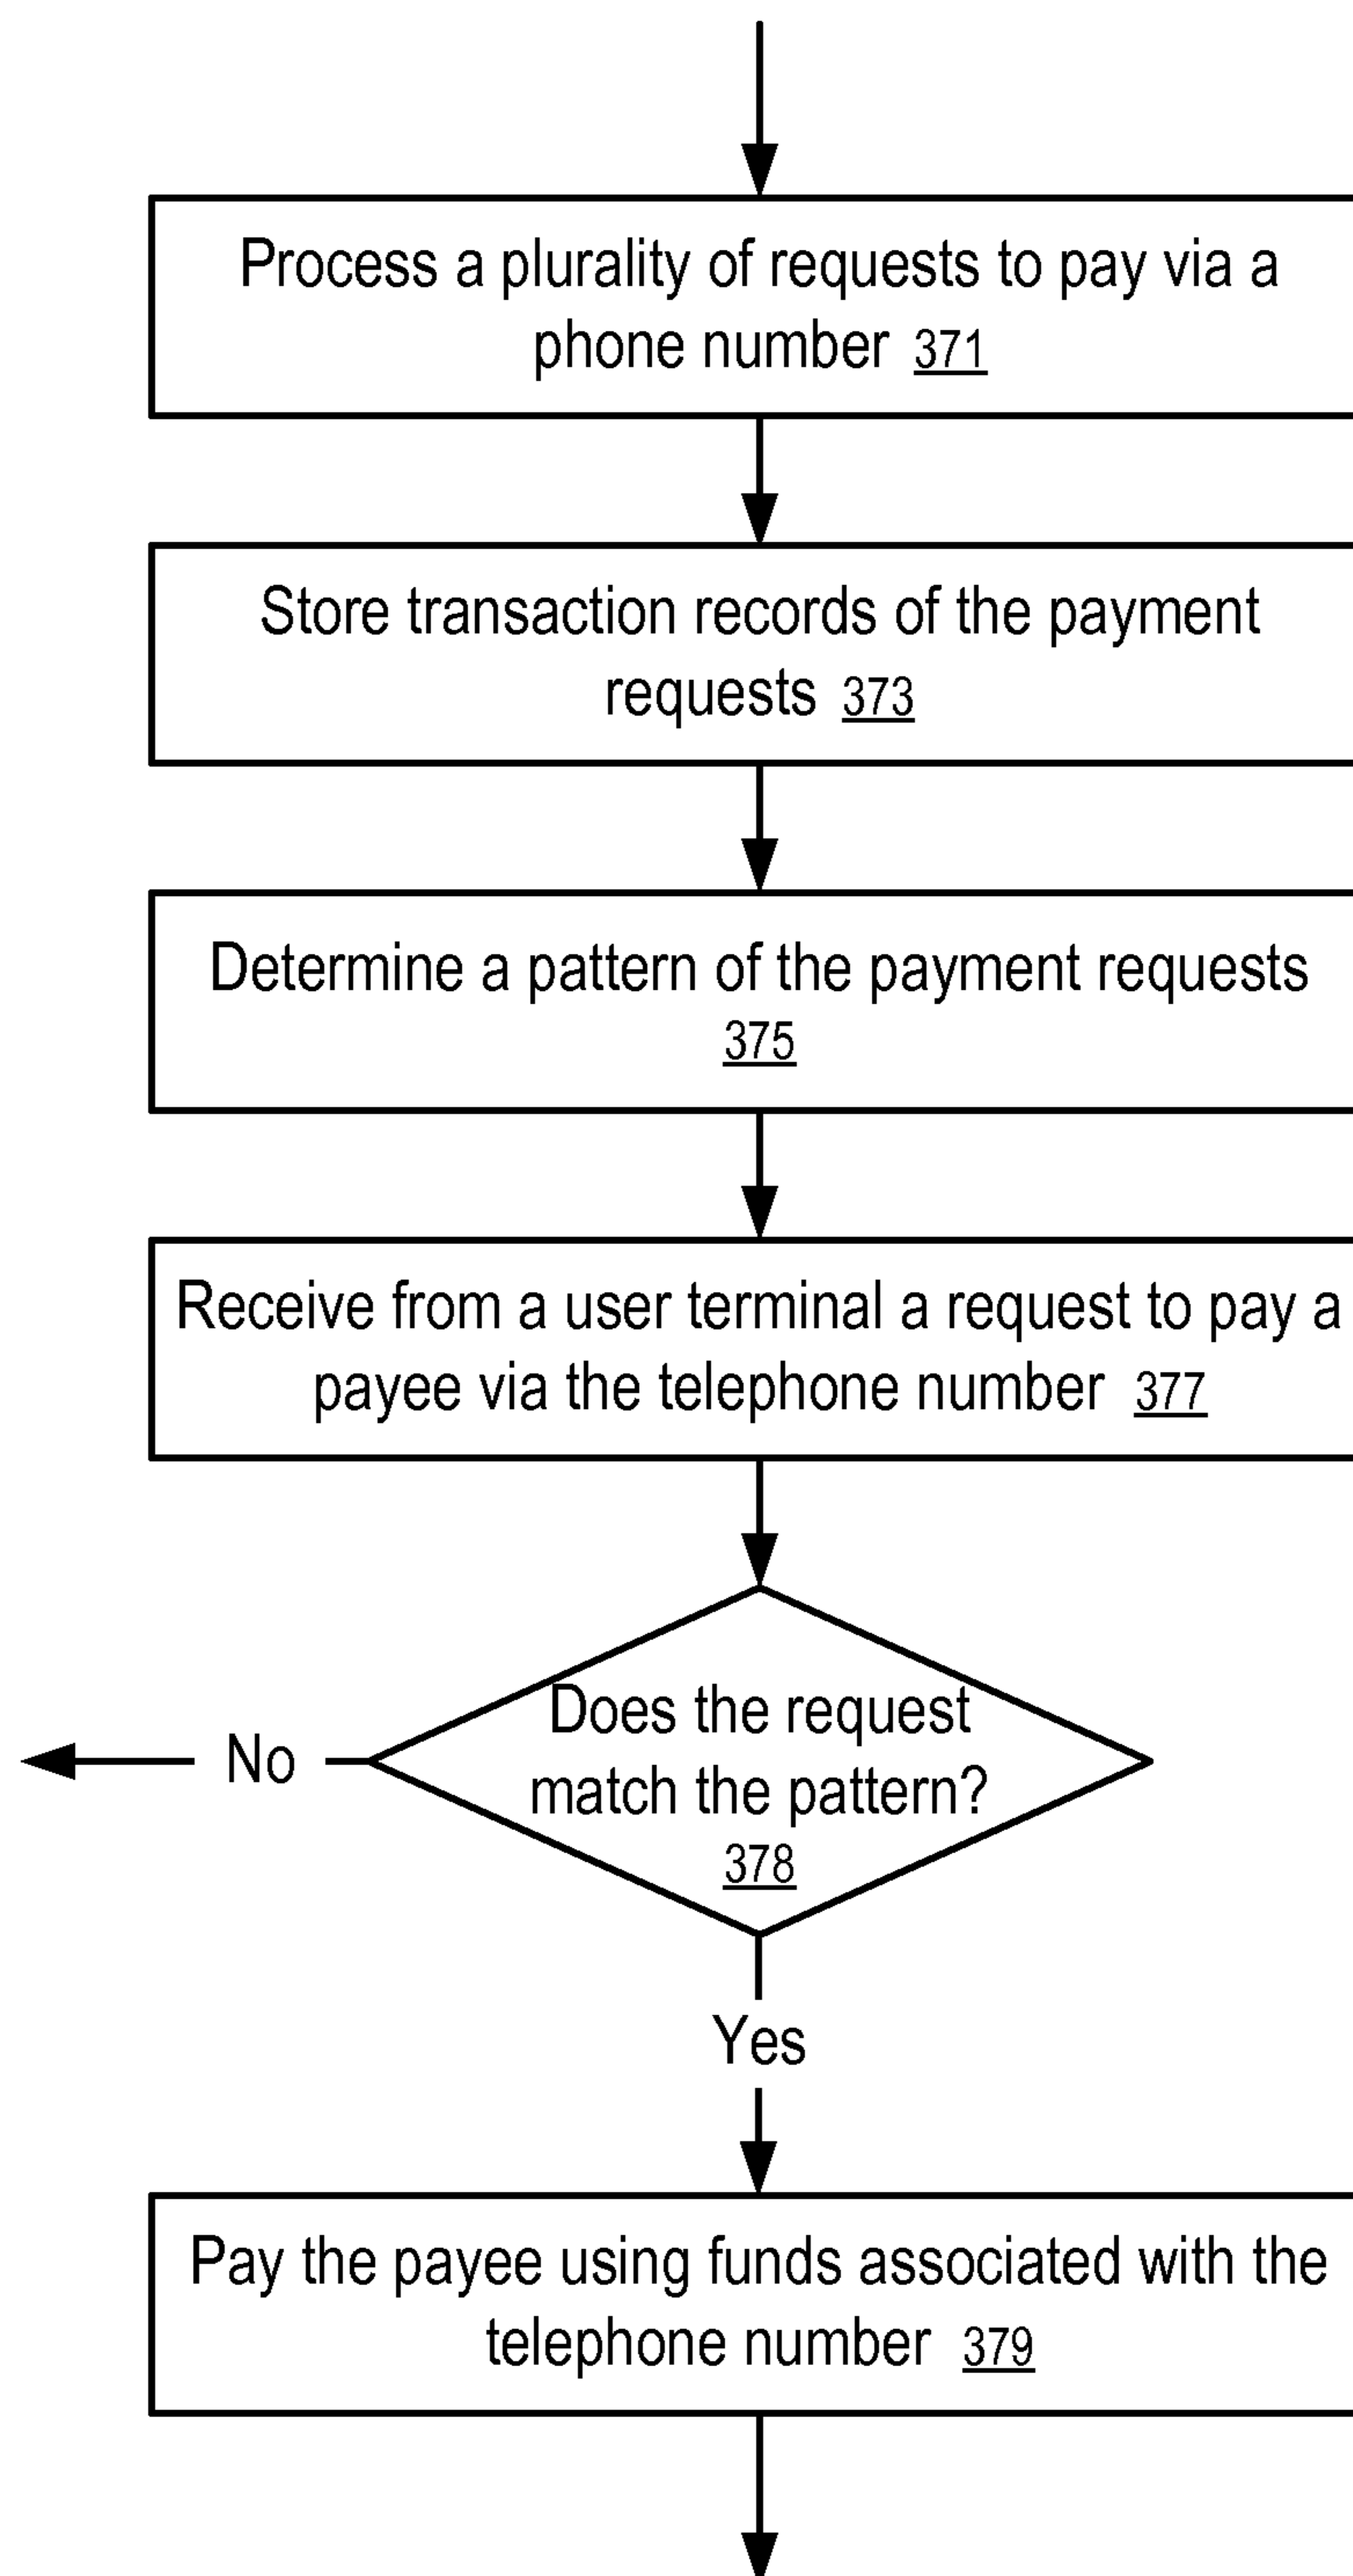 Process a plurality of requests to pay via a
phone number 371
Store transaction records of the payment
requests 373
Determine a pattern of the payment requests
375
Receive from a user terminal a request to pay a
payee via the telephone number 377
Does the request
match the pattern?
378
No
Yes
Pay the payee using funds associated with the
telephone number 379